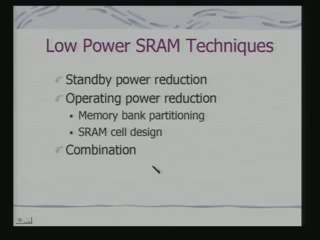 Low Power SRAM Techniques
Standby power reduction
Operating power reduction
Memory bank partitioning
SRAM cell design
Combination